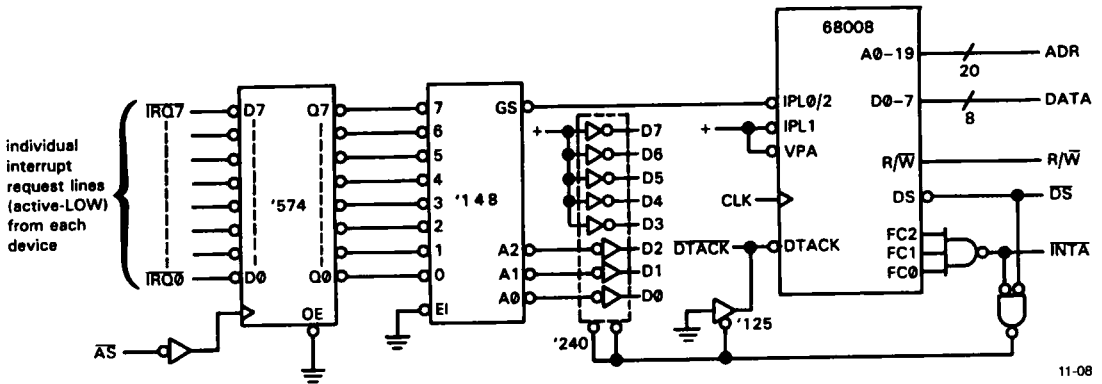 individual
interrupt
request lines
(active-LOW)
from each
device
IRQ7
IRQ0
AS
D7
D0
Q7
Q0
'574
OE
7
6
5
4
3
2
1
0
EI
'148
GS
A2
A1
A0
+
D7
D6
D5
D4
D3
D2
D1
D0
'240
'125
DTACK
+
CLK
68008
IPL0/2
IPL1
VPA
DTACK
A0-19
D0-7
R/W
DS
FC2
FC1
FC0
20
8
ADR
DATA
R/W
DS
INTA
11-08